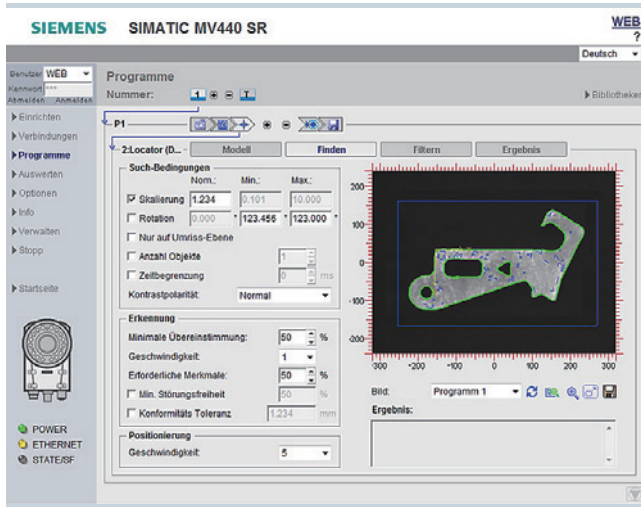 SIEMENS SIMATIC MV440 SR
WEB
?
Deutsch
Benutzer WEB
Kennwort ***
Abmelden Anmelden
Programme
Nummer: 1 T
Bibliotheken
Einrichten
Verbindungen
Programme
Auswerten
Optionen
Info
Verwalten
Stopp
Startseite
POWER
ETHERNET
STATE/SF
P1
2:Locator (D... Modell Finden Filtern Ergebnis
Such-Bedingungen
Nom.: Min.: Max.:
Skalierung 1.234 0.101 10.000
Rotation 0.000 ° 123.456 ° 123.000 °
Nur auf Umriss-Ebene
Anzahl Objekte 1
Zeitbegrenzung 0 ms
Kontrastpolarität: Normal
Erkennung
Minimale Übereinstimmung: 50 %
Geschwindigkeit: 1
Erforderliche Merkmale: 50 %
Min. Störungsfreiheit 50 %
Konformitäts Toleranz 1.234 mm
Positionierung
Geschwindigkeit: 5
200
100
0
-100
-200
-300 -200 -100 0 100 200 300
Bild: Programm 1
Ergebnis: